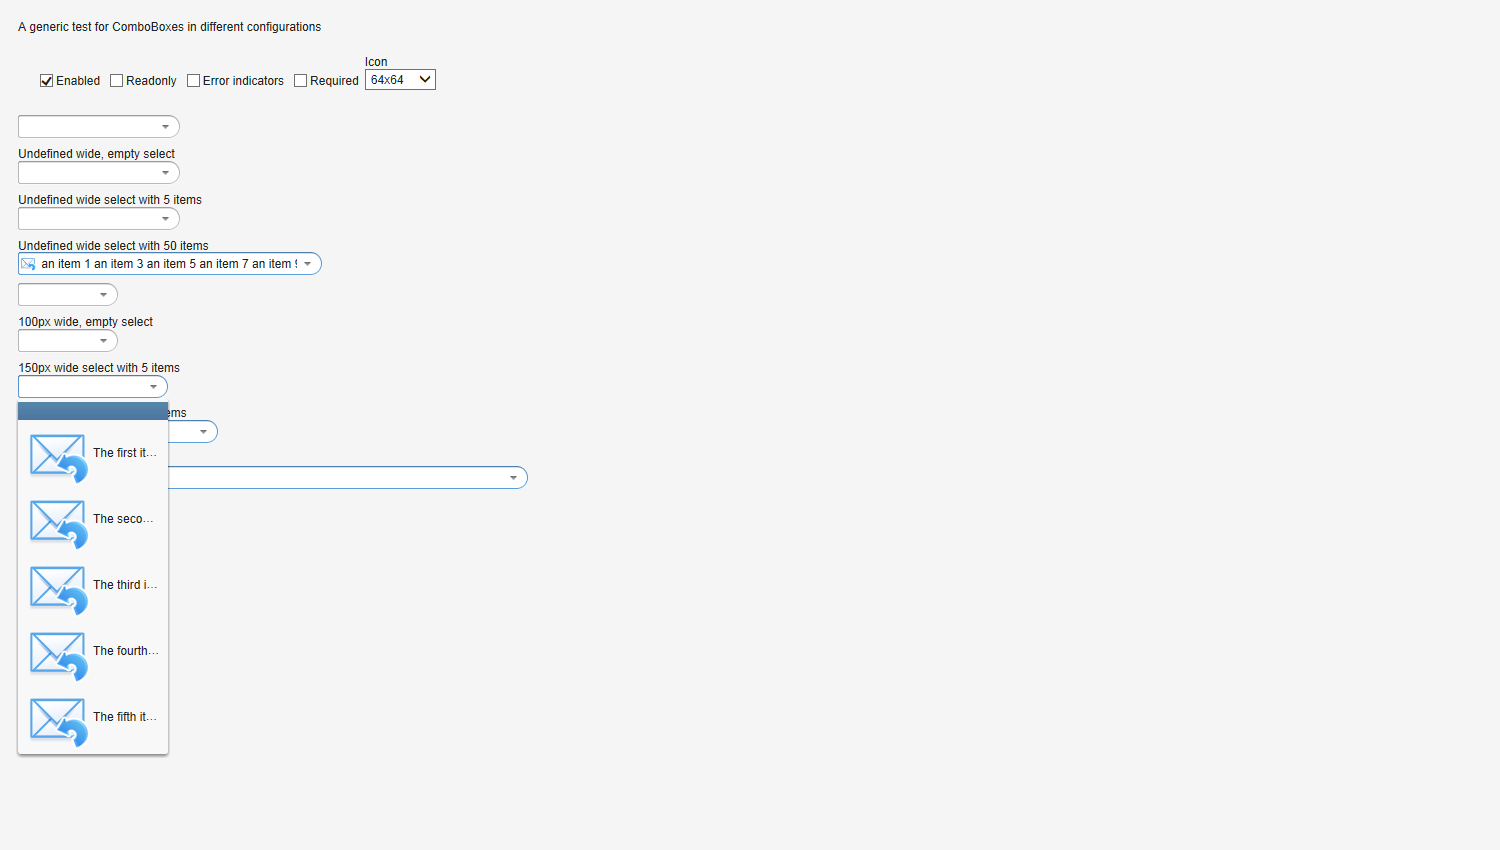 A generic test for ComboBoxes in different configurations
Icon
Enabled Readonly Error indicators Required 64x64
Undefined wide, empty select
Undefined wide select with 5 items
Undefined wide select with 50 items
an item 1 an item 3 an item 5 an item 7 an item
100px wide, empty select
150px wide select with 5 items
ems
The first it...
The seco...
The third i...
The fourth...
The fifth it...